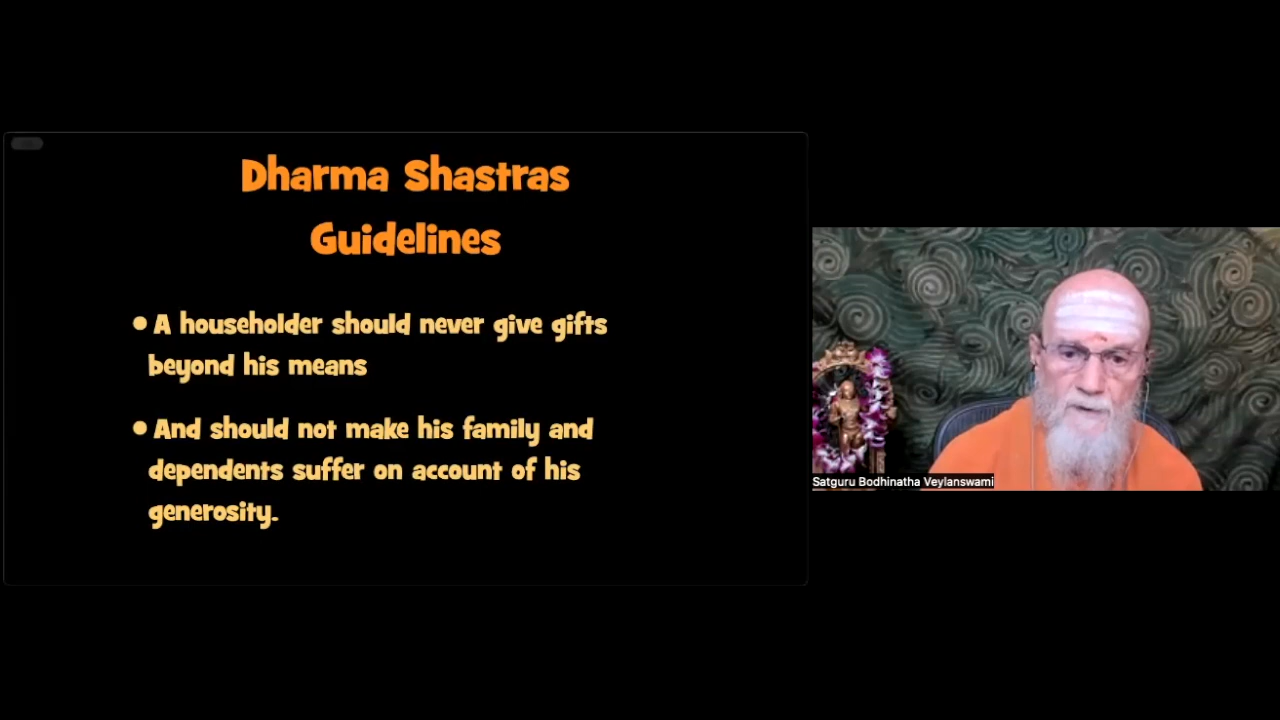 Dharma Shastras
Guidelines
• A householder should never give gifts
beyond his means
• And should not make his family and
dependents suffer on account of his
generosity.
Satguru Bodhinatha Veylanswami